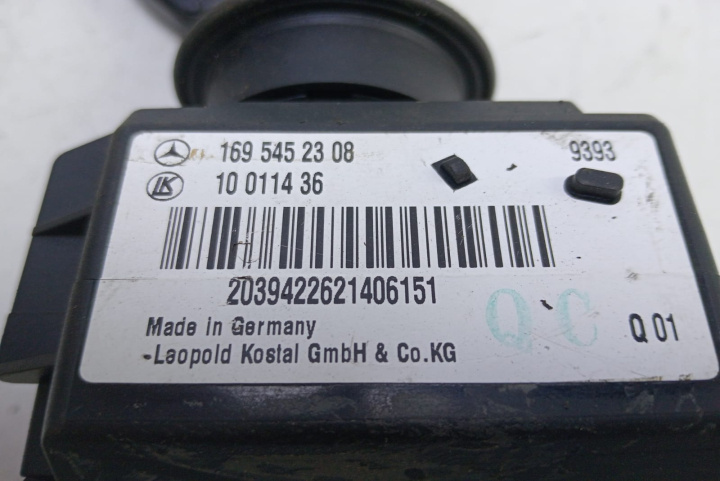 169 545 23 08 9393
LK 10 0114 36
2039422621406151
QC
Made in Germany Q 01
Leopold Kostal GmbH & Co.KG